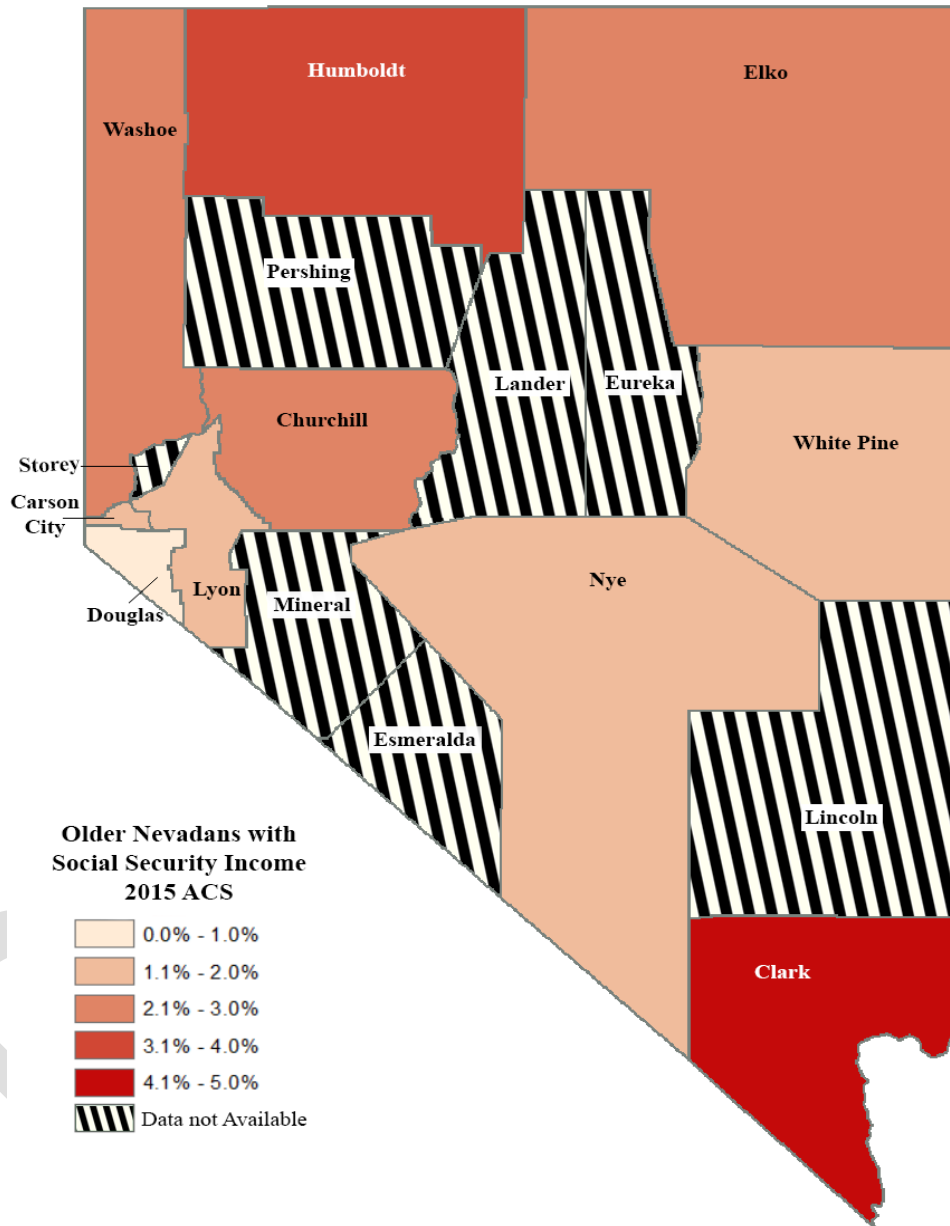 Humboldt
Elko
Washoe
Pershing
Lander
Eureka
Churchill
White Pine
Storey
Carson
City
Nye
Lyon
Mineral
Douglas
Esmeralda
Lincoln
Older Nevadans with
Social Security Income
2015 ACS
0.0% - 1.0%
1.1% - 2.0%
Clark
2.1% - 3.0%
3.1% - 4.0%
4.1% - 5.0%
Data not Available